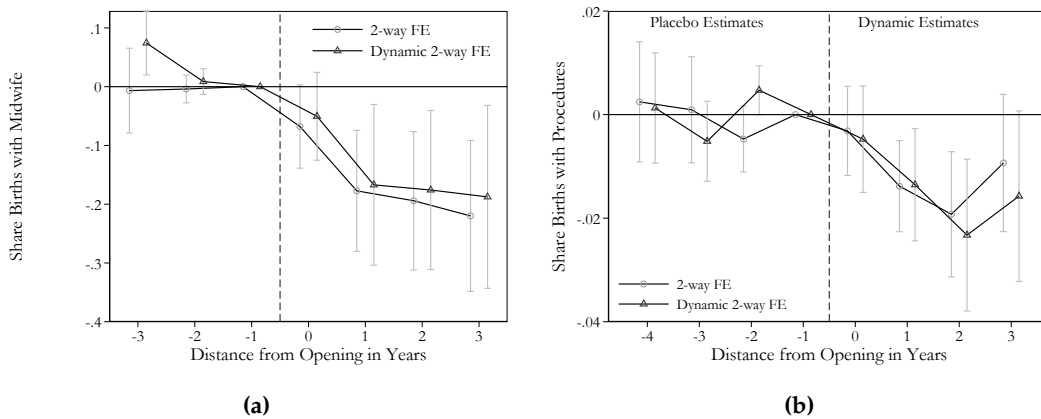 .1
0
-.1
-.2
-.3
-.4
Share Births with Midwife
2-way FE
Dynamic 2-way FE
-3 -2 -1 0 1 2 3
Distance from Opening in Years
(a)
.02
0
-.02
-.04
Share Births with Procedures
Placebo Estimates Dynamic Estimates
2-way FE
Dynamic 2-way FE
-4 -3 -2 -1 0 1 2 3
Distance from Opening in Years
(b)